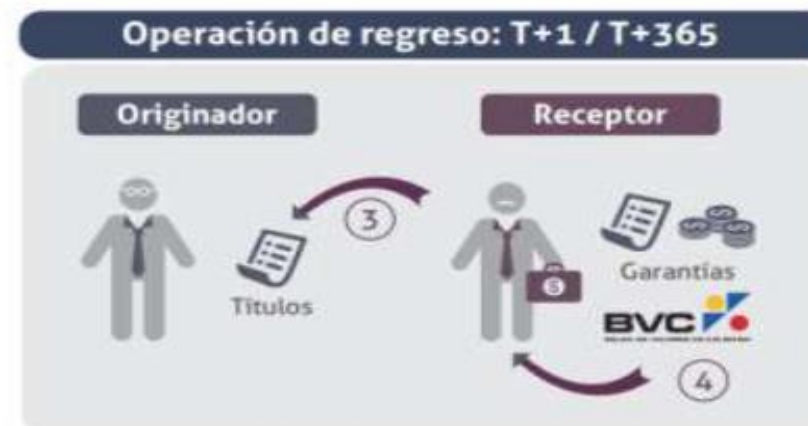 Operación de regreso: T+1 / T+365
Originador
Receptor
3
Títulos
$
Garantías
BVC
4